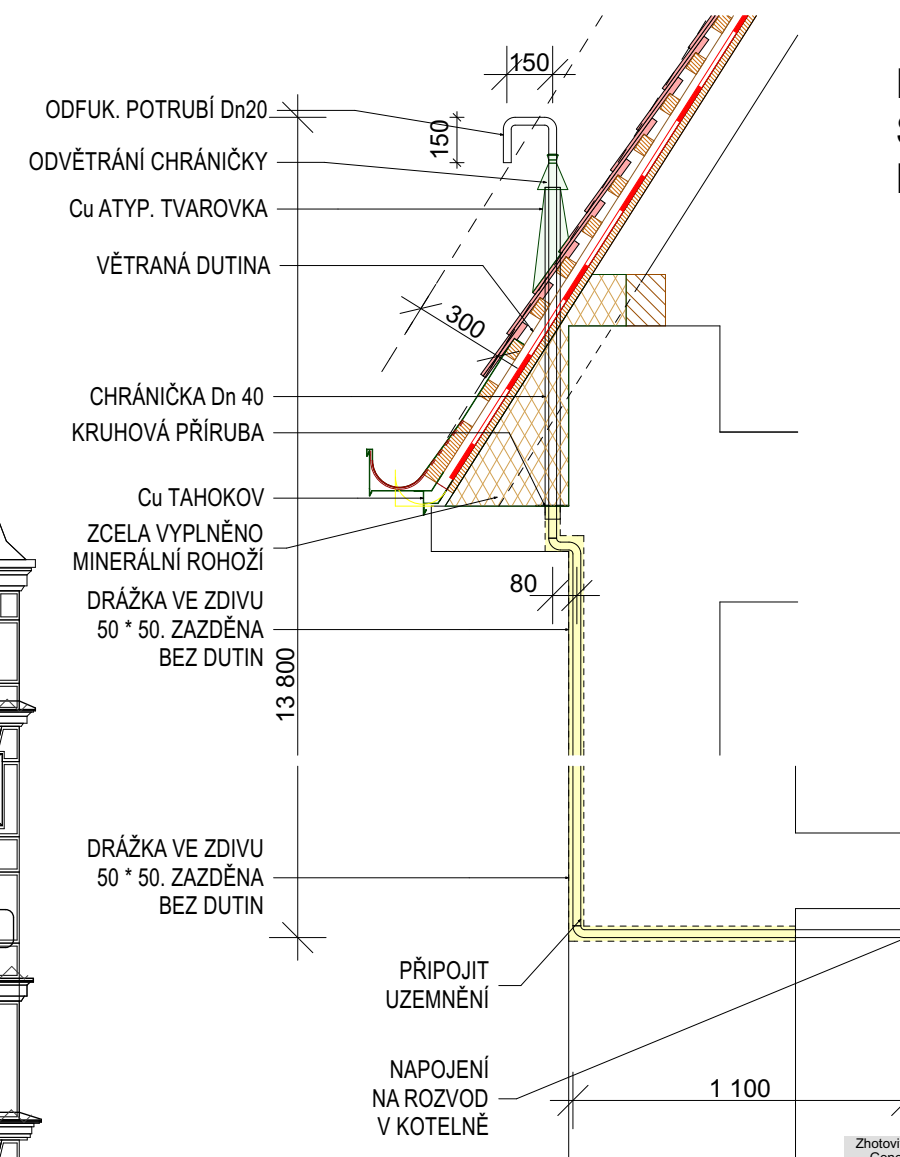 150
ODFUK. POTRUBÍ Dn20
150
ODVĚTRÁNÍ CHRÁNIČKY
Cu ATYP. TVAROVKA
VĚTRANÁ DUTINA
300
CHRÁNIČKA Dn 40
KRUHOVÁ PŘÍRUBA
Cu TAHOKOV
ZCELA VYPLNĚNO
MINERÁLNÍ ROHOŽÍ
80
DRÁŽKA VE ZDIVU
50 * 50. ZAZDĚNA
BEZ DUTIN
13 800
DRÁŽKA VE ZDIVU
50 * 50. ZAZDĚNA
BEZ DUTIN
PŘIPOJIT
UZEMNĚNÍ
NAPOJENÍ
NA ROZVOD
V KOTELNĚ
1 100
Zhotovi